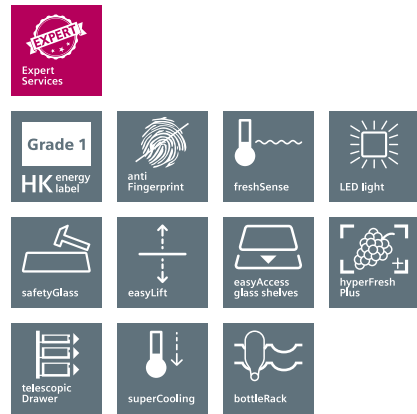 EXPERT
Expert
Services
Grade 1
HK energy
label
anti
Fingerprint
freshSense
LED light
safetyGlass
easyLift
easyAccess
glass shelves
hyperFresh
Plus
telescopic
Drawer
superCooling
bottleRack